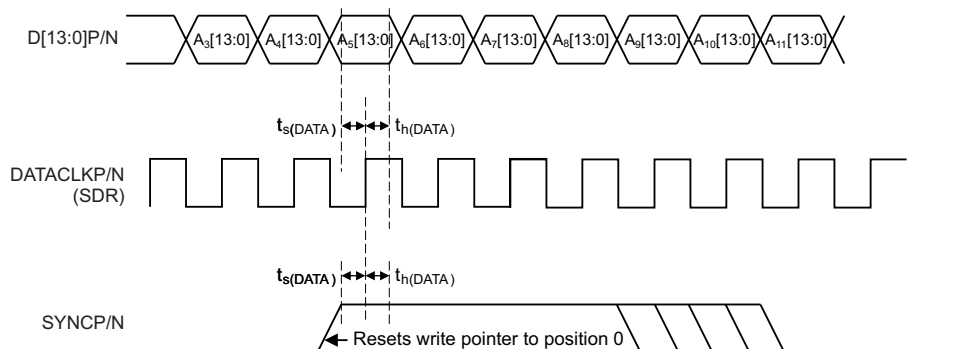 D[13:0]P/N
A3[13:0] A4[13:0] A5[13:0] A6[13:0] A7[13:0] A8[13:0] A9[13:0] A10[13:0] A11[13:0]
ts(DATA) th(DATA)
DATACLKP/N
(SDR)
ts(DATA) th(DATA)
SYNCP/N
Resets write pointer to position 0